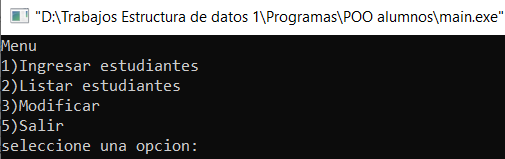 "D:\Trabajos Estructura de datos 1\Programas\POO alumnos\main.exe"
Menu
1)Ingresar estudiantes
2)Listar estudiantes
3)Modificar
5)Salir
seleccione una opcion: